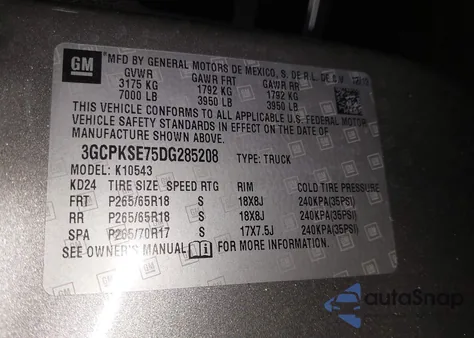 GM
MFD BY GENERAL MOTORS DE MEXICO, S. DE R.L. DE C.V.
GVWR GAWR FRT GAWR RR
3175 KG 1792 KG 1792 KG
7000 LB 3950 LB 3950 LB
THIS VEHICLE CONFORMS TO ALL APPLICABLE U.S. FEDERAL MOTOR
VEHICLE SAFETY STANDARDS IN EFFECT ON THE DATE OF
MANUFACTURE SHOWN ABOVE.
3GCPKSE75DG285208 TYPE: TRUCK
MODEL: K10543
KD24 TIRE SIZE SPEED RTG RIM COLD TIRE PRESSURE
FRT P265/65R18 S 18X8J 240KPA(35PSI)
RR P265/65R18 S 18X8J 240KPA(35PSI)
SPA P265/70R17 S 17X7.5J 240KPA(35PSI)
SEE OWNER'S MANUAL FOR MORE INFORMATION.
autoSnap